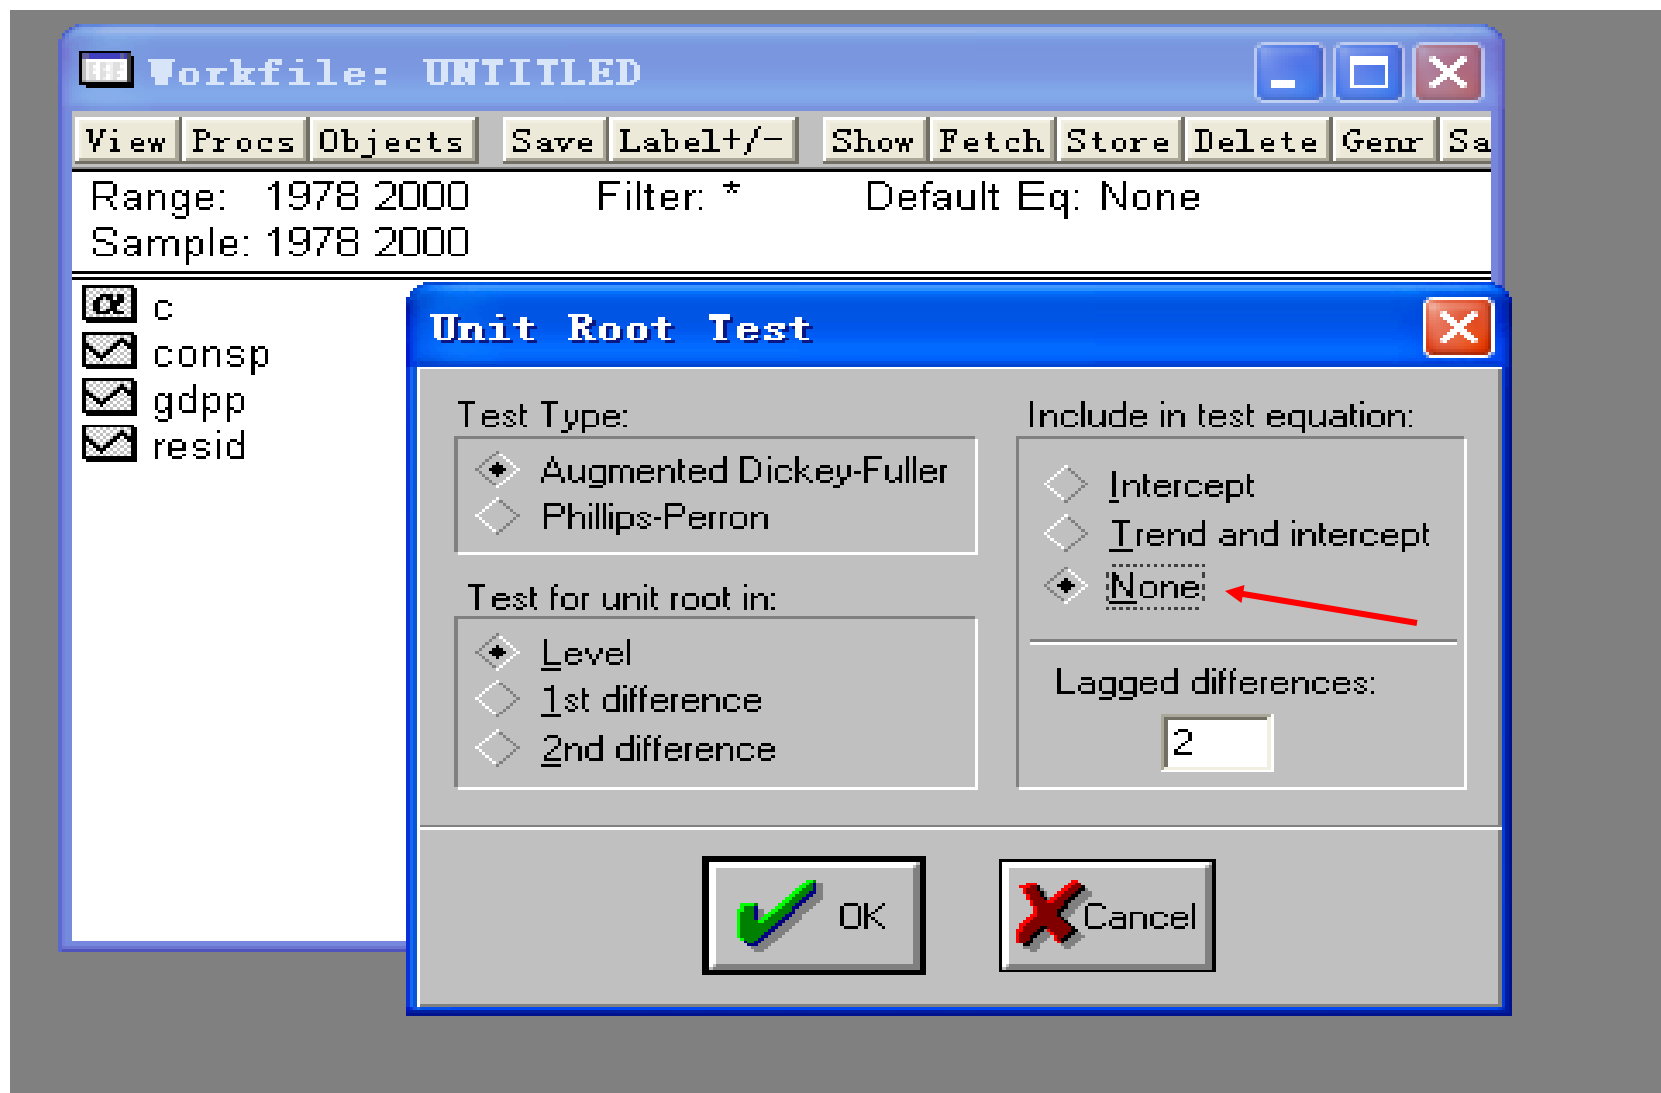 Workfile: UNTITLED
View Procs Objects Save Label+/- Show Fetch Store Delete Genr Sa
Range: 1978 2000 Filter: * Default Eq: None
Sample: 1978 2000
c
consp
gdpp
resid
Unit Root Test
Test Type:
Augmented Dickey-Fuller
Phillips-Perron
Test for unit root in:
Level
1st difference
2nd difference
Include in test equation:
Intercept
Trend and intercept
None
Lagged differences:
2
OK
Cancel